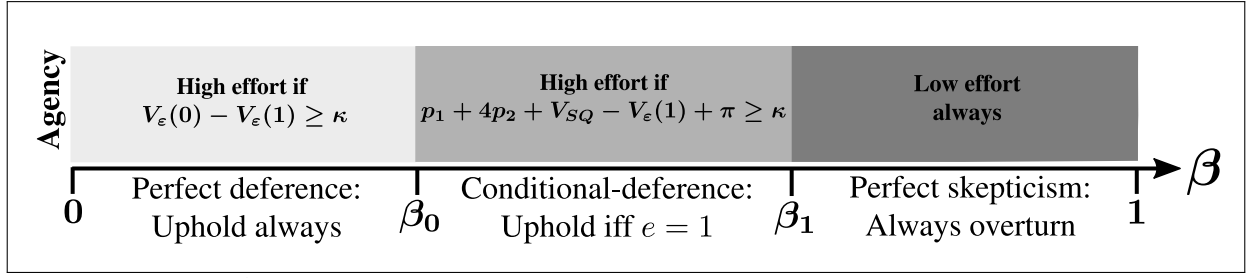 Agency
High effort if
V_ε(0) − V_ε(1) ≥ κ
High effort if
p₁ + 4p₂ + V_SQ − V_ε(1) + π ≥ κ
Low effort
always
β
0
Perfect deference:
Uphold always
β₀
Conditional-deference:
Uphold iff e = 1
β₁
Perfect skepticism:
Always overturn
1